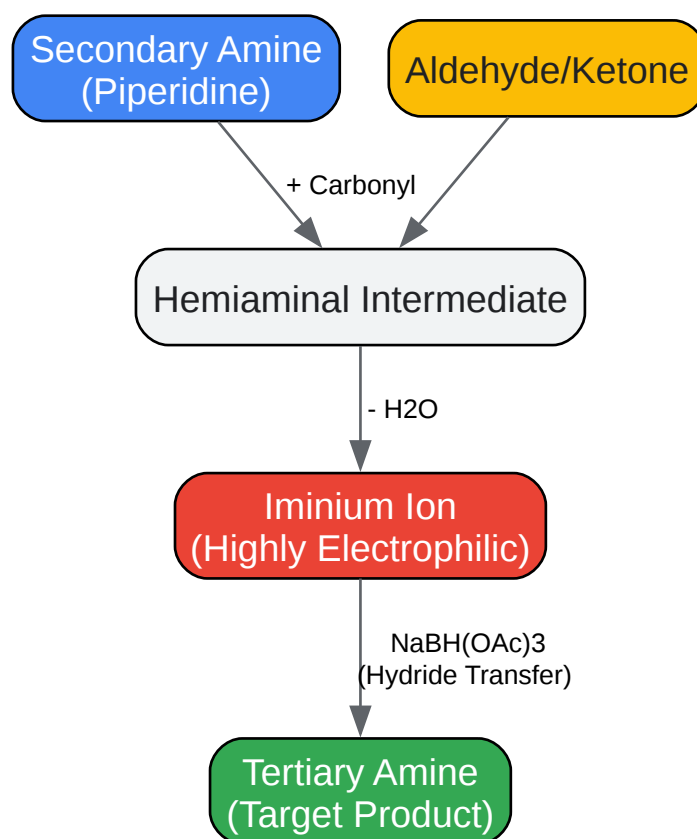 Secondary Amine
(Piperidine)
Aldehyde/Ketone
+ Carbonyl
Hemiaminal Intermediate
- H2O
Iminium Ion
(Highly Electrophilic)
NaBH(OAc)3
(Hydride Transfer)
Tertiary Amine
(Target Product)